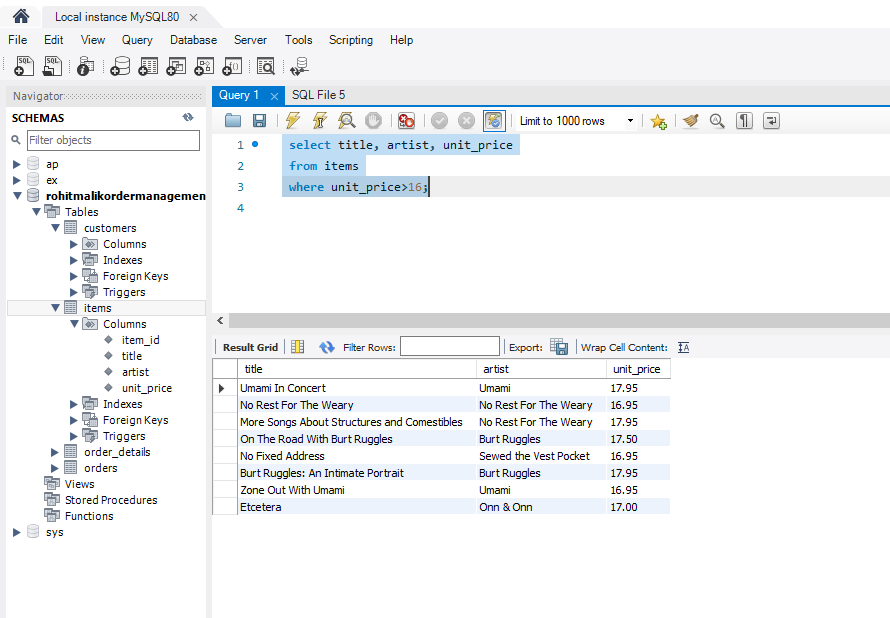 Local instance MySQL80
File Edit View Query Database Server Tools Scripting Help
SQL SQL
Navigator
SCHEMAS
Filter objects
ap
ex
rohitmalikordermanagemen
Tables
customers
Columns
Indexes
Foreign Keys
Triggers
items
Columns
item_id
title
artist
unit_price
Indexes
Foreign Keys
Triggers
order_details
orders
Views
Stored Procedures
Functions
sys
Query 1 SQL File 5
Limit to 1000 rows
1 select title, artist, unit_price
2 from items
3 where unit_price>16;
4
Result Grid Filter Rows: Export: Wrap Cell Content:
title artist unit_price
Umami In Concert Umami 17.95
No Rest For The Weary No Rest For The Weary 16.95
More Songs About Structures and Comestibles No Rest For The Weary 17.95
On The Road With Burt Ruggles Burt Ruggles 17.50
No Fixed Address Sewed the Vest Pocket 16.95
Burt Ruggles: An Intimate Portrait Burt Ruggles 17.95
Zone Out With Umami Umami 16.95
Etcetera Onn & Onn 17.00